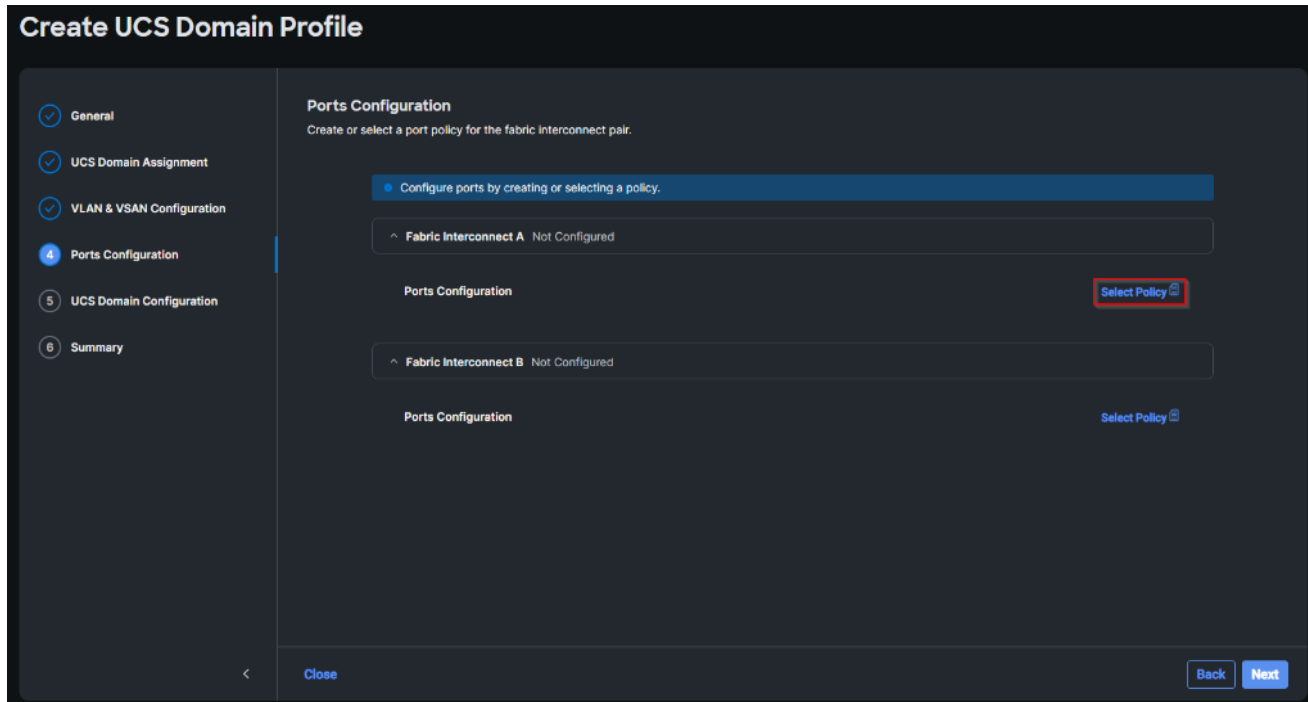 Create UCS Domain Profile
General
UCS Domain Assignment
VLAN & VSAN Configuration
4 Ports Configuration
5 UCS Domain Configuration
6 Summary
Ports Configuration
Create or select a port policy for the fabric interconnect pair.
Configure ports by creating or selecting a policy.
Fabric Interconnect A Not Configured
Ports Configuration Select Policy
Fabric Interconnect B Not Configured
Ports Configuration Select Policy
Close Back Next